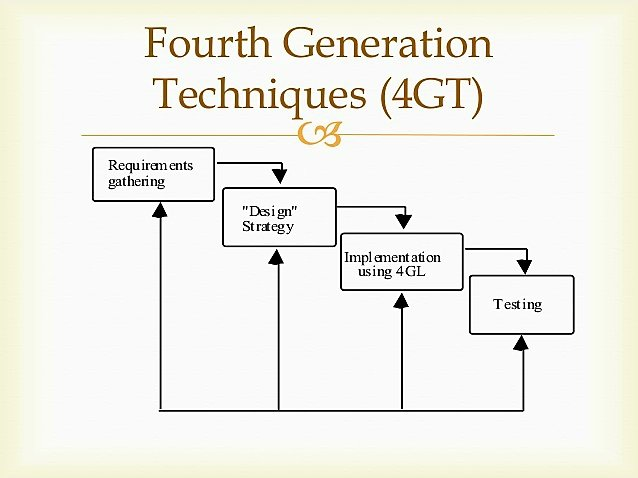 Fourth Generation
Techniques (4GT)
Requirements
gathering
"Design"
Strategy
Implementation
using 4GL
Testing